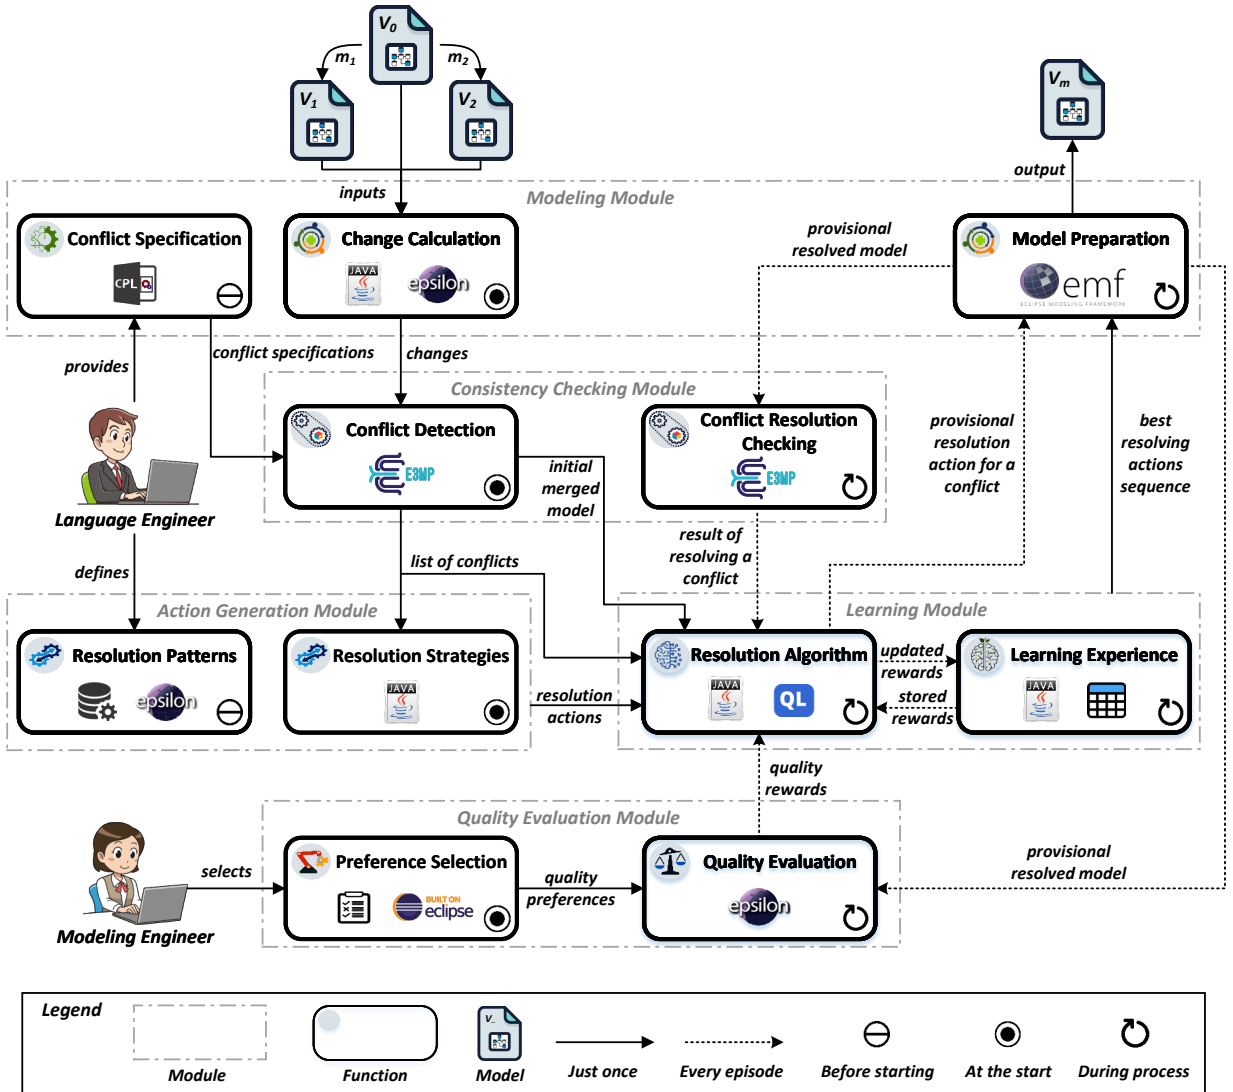 V0
m1
m2
V1
V2
Vm
inputs
output
Modeling Module
Conflict Specification
CPL
Change Calculation
JAVA
epsilon
provisional
resolved model
Model Preparation
emf
ECLIPSE MODELING FRAMEWORK
provides
conflict specifications
changes
Consistency Checking Module
Conflict Detection
E3MP
Conflict Resolution
Checking
E3MP
initial
merged
model
provisional
resolution
action for a
conflict
best
resolving
actions
sequence
Language Engineer
defines
list of conflicts
result of
resolving a
conflict
Action Generation Module
Resolution Patterns
epsilon
Resolution Strategies
JAVA
resolution
actions
Learning Module
Resolution Algorithm
JAVA
QL
updated
rewards
stored
rewards
Learning Experience
JAVA
quality
rewards
Quality Evaluation Module
Modeling Engineer
selects
Preference Selection
BUILT ON
eclipse
quality
preferences
Quality Evaluation
epsilon
provisional
resolved model
Legend
Module
Function
V_
Model
Just once
Every episode
Before starting
At the start
During process